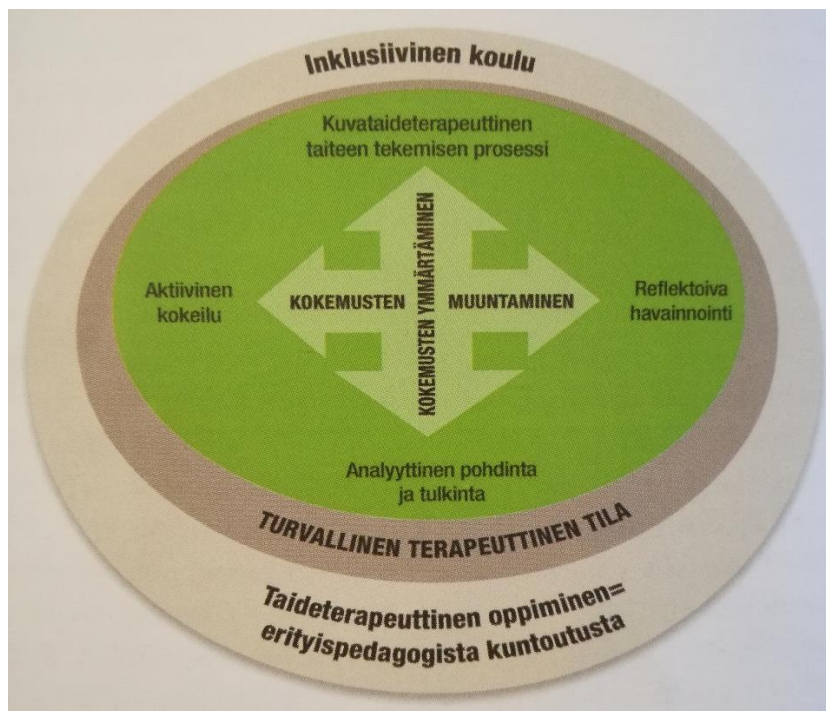 Inklusiivinen koulu
Kuvataideterapeuttinen
taiteen tekemisen prosessi
Aktiivinen
kokeilu
KOKEMUSTEN MUUNTAMINEN
KOKEMUSTEN YMMÄRTÄMINEN
Reflektoiva
havainnointi
Analyyttinen pohdinta
ja tulkinta
TURVALLINEN TERAPEUTTINEN TILA
Taideterapeuttinen oppiminen=
erityispedagogista kuntoutusta